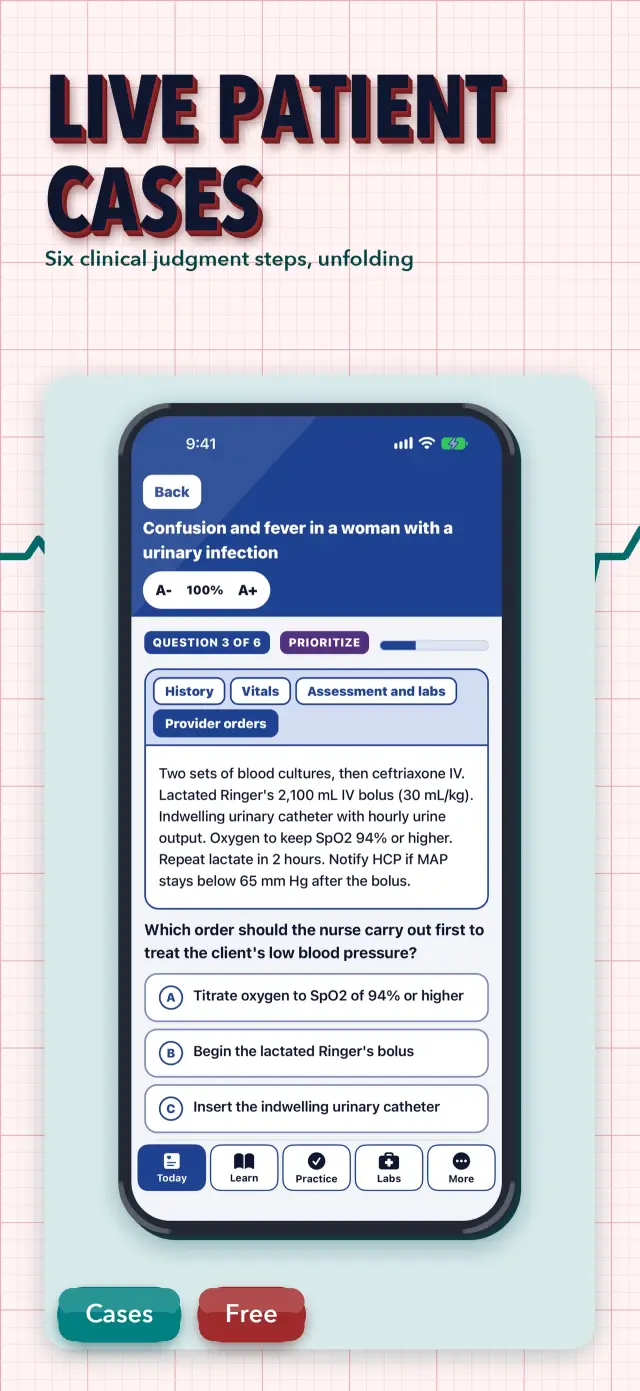 LIVE PATIENT
CASES
Six clinical judgment steps, unfolding
9:41
Back
Confusion and fever in a woman with a
urinary infection
A- 100% A+
QUESTION 3 OF 6 PRIORITIZE
History Vitals Assessment and labs
Provider orders
Two sets of blood cultures, then ceftriaxone IV.
Lactated Ringer's 2,100 mL IV bolus (30 mL/kg).
Indwelling urinary catheter with hourly urine
output. Oxygen to keep SpO2 94% or higher.
Repeat lactate in 2 hours. Notify HCP if MAP
stays below 65 mm Hg after the bolus.
Which order should the nurse carry out first to
treat the client's low blood pressure?
A Titrate oxygen to SpO2 of 94% or higher
B Begin the lactated Ringer's bolus
C Insert the indwelling urinary catheter
Today Learn Practice Labs More
Cases Free